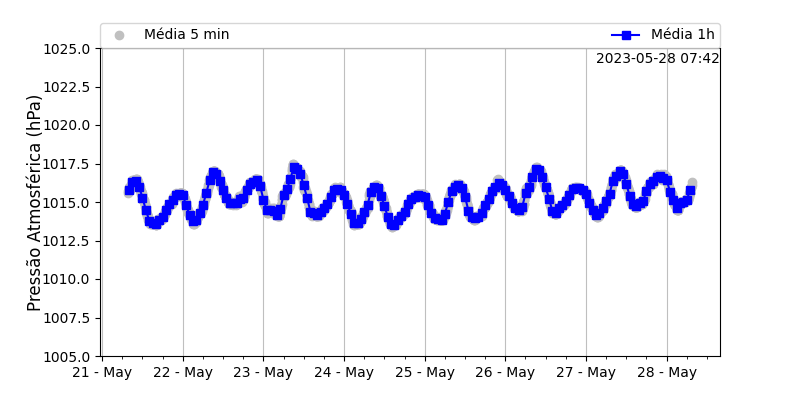 Média 5 min
Média 1h
2023-05-28 07:42
Pressão Atmosférica (hPa)
1025.0
1022.5
1020.0
1017.5
1015.0
1012.5
1010.0
1007.5
1005.0
21 - May
22 - May
23 - May
24 - May
25 - May
26 - May
27 - May
28 - May